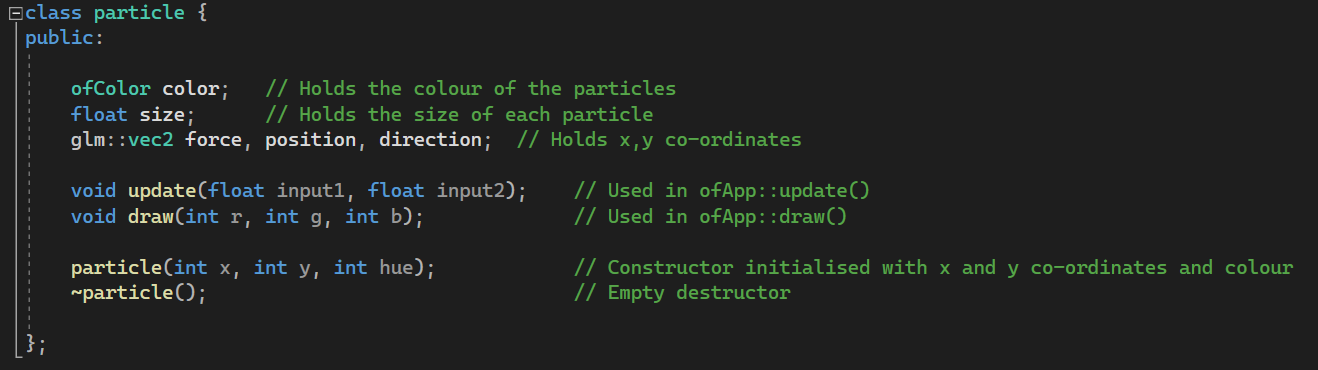 class particle {
public:
ofColor color;   // Holds the colour of the particles
float size;      // Holds the size of each particle
glm::vec2 force, position, direction;  // Holds x,y co-ordinates
void update(float input1, float input2);    // Used in ofApp::update()
void draw(int r, int g, int b);             // Used in ofApp::draw()
particle(int x, int y, int hue);            // Constructor initialised with x and y co-ordinates and colour
~particle();                                // Empty destructor
};